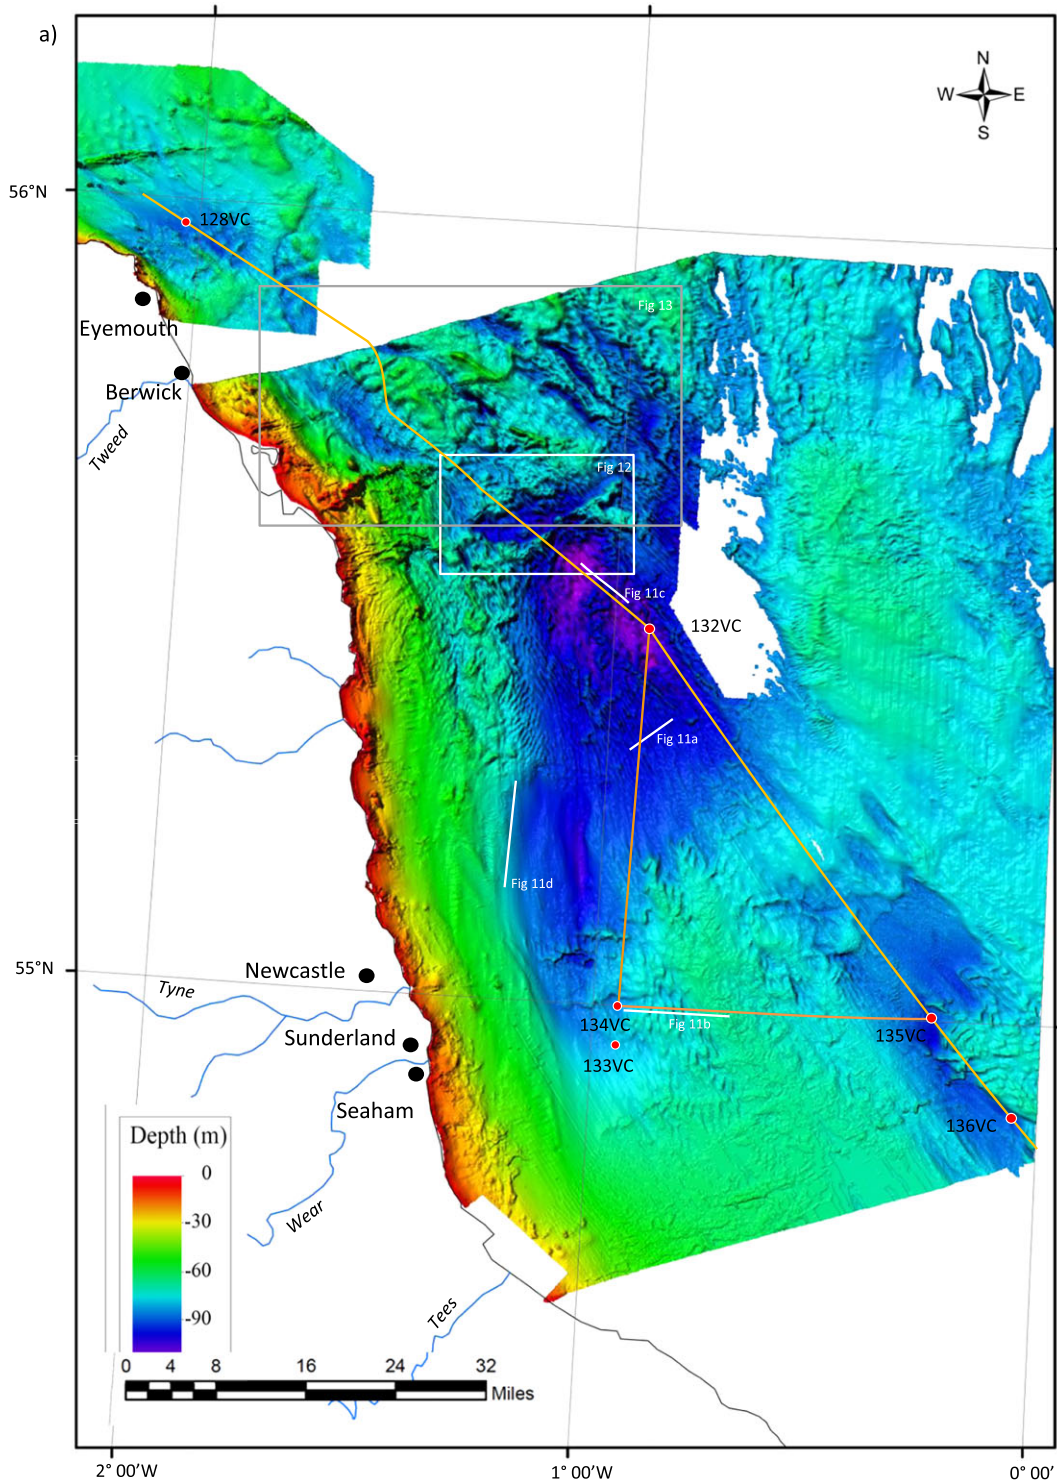 a)
N
W E
S
56°N
128VC
Eyemouth
Fig 13
Berwick
Tweed
Fig 12
Fig 11c
132VC
Fig 11a
Fig 11d
55°N
Newcastle
Tyne
134VC
Fig 11b
Sunderland
135VC
133VC
Seaham
136VC
Depth (m)
0
-30
-60
-90
Wear
Tees
0 4 8 16 24 32
Miles
2° 00'W
1° 00'W
0° 00'